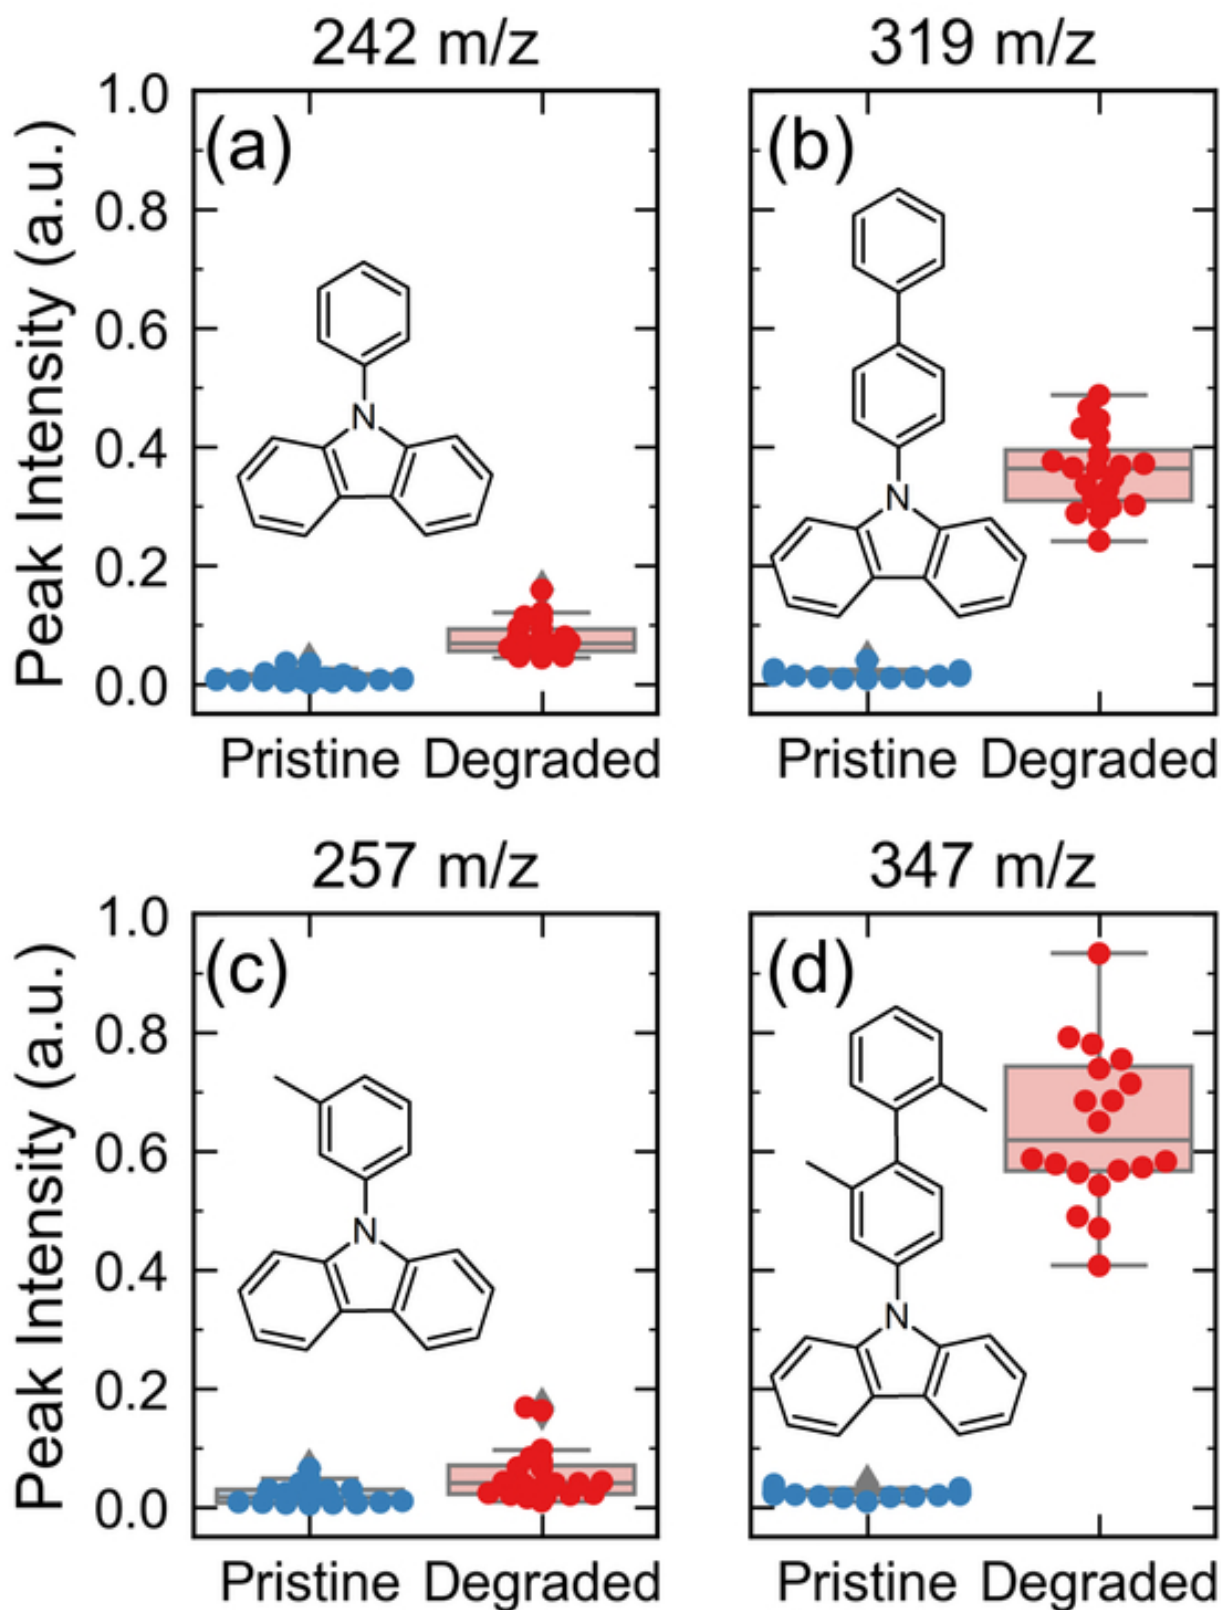 242 m/z
319 m/z
Peak Intensity (a.u.)
1.0
0.8
0.6
0.4
0.2
0.0
(a)
N
Pristine Degraded
(b)
N
Pristine Degraded
257 m/z
347 m/z
Peak Intensity (a.u.)
1.0
0.8
0.6
0.4
0.2
0.0
(c)
N
Pristine Degraded
(d)
N
Pristine Degraded